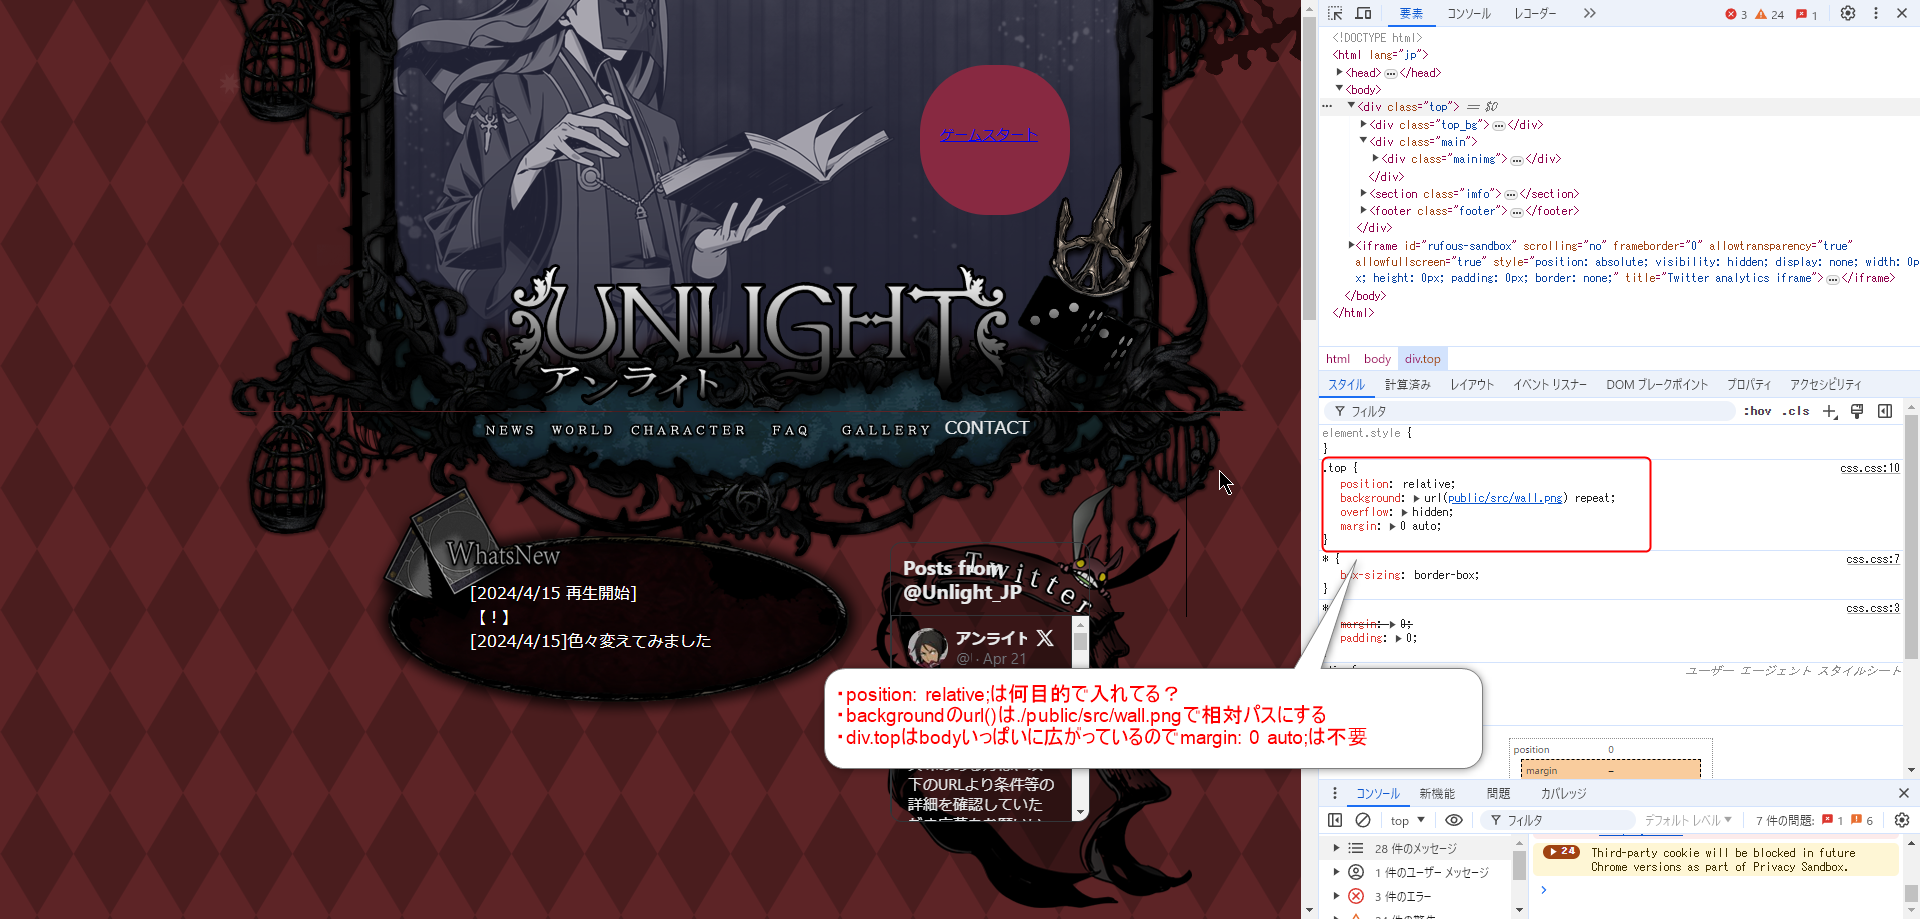 ゲームスタート
UNLIGHT
アンライト
NEWS WORLD CHARACTER FAQ GALLERY CONTACT
WhatsNew
[2024/4/15 再生開始]
【！】
[2024/4/15]色々変えてみました
Twitter
Posts from
@Unlight_JP
アンライト
· Apr 21
下のURLより条件等の
詳細を確認していた
・position: relative;は何目的で入れてる？
・backgroundのurl()は./public/src/wall.pngで相対パスにする
・div.topはbodyいっぱいに広がっているのでmargin: 0 auto;は不要
要素 コンソール レコーダー 3 24 1
<!DOCTYPE html>
<html lang="jp">
<head> ••• </head>
<body>
••• <div class="top"> == $0
<div class="top_bg"> ••• </div>
<div class="main">
<div class="mainimg"> ••• </div>
</div>
<section class="imfo"> ••• </section>
<footer class="footer"> ••• </footer>
</div>
<iframe id="rufous-sandbox" scrolling="no" frameborder="0" allowtransparency="true"
allowfullscreen="true" style="position: absolute; visibility: hidden; display: none; width: 0p
x; height: 0px; padding: 0px; border: none;" title="Twitter analytics iframe"> ••• </iframe>
</body>
</html>
html body div.top
スタイル 計算済み レイアウト イベント リスナー DOM ブレークポイント プロパティ アクセシビリティ
フィルタ :hov .cls
element.style {
}
.top { css.css:10
position: relative;
background: url(public/src/wall.png) repeat;
overflow: hidden;
margin: 0 auto;
}
* { css.css:7
box-sizing: border-box;
}
* css.css:3
margin: 0;
padding: 0;
ユーザー エージェント スタイルシート
position 0
margin –
コンソール 新機能 問題 カバレッジ
top フィルタ デフォルト レベル 7 件の問題: 1 6
28 件のメッセージ
1 件のユーザー メッセージ
3 件のエラー
24 Third-party cookie will be blocked in future
Chrome versions as part of Privacy Sandbox.